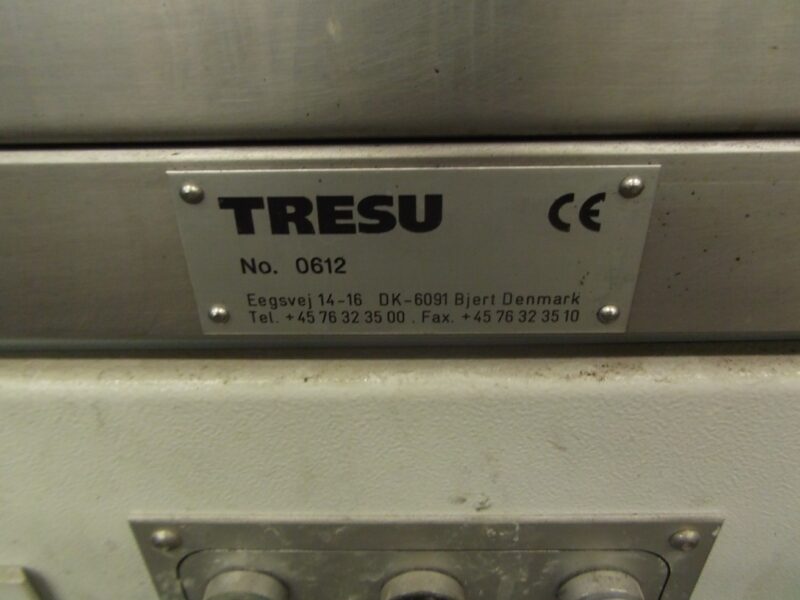 TRESU CE
No. 0612
Eegsvej 14-16 DK-6091 Bjert Denmark
Tel. +45 76 32 35 00 . Fax. +45 76 32 35 10